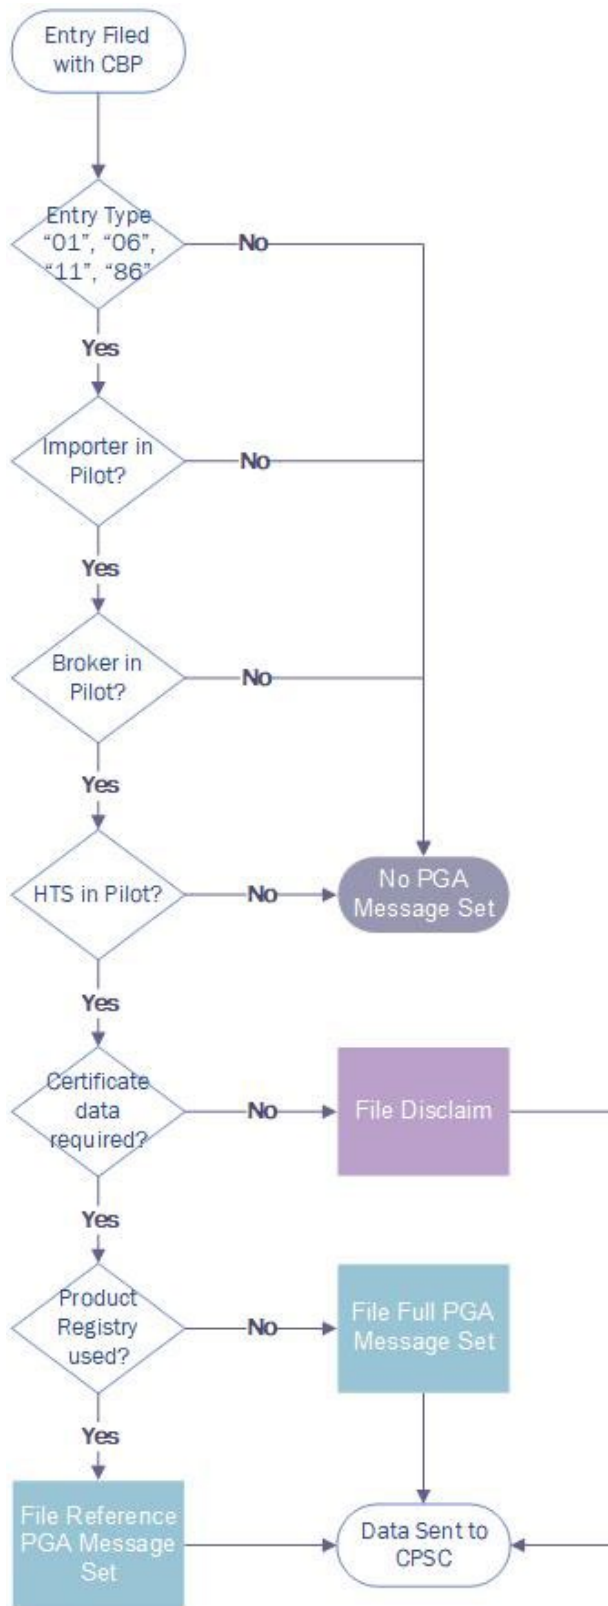 Entry Filed
with CBP
Entry Type
“01”, “06”,
“11”, “86”
No
Yes
Importer in
Pilot?
No
Yes
Broker in
Pilot?
No
Yes
HTS in Pilot?
No
No PGA
Message Set
Yes
Certificate
data
required?
No
File Disclaim
Yes
Product
Registry
used?
No
File Full PGA
Message Set
Yes
File Reference
PGA Message
Set
Data Sent to
CPSC